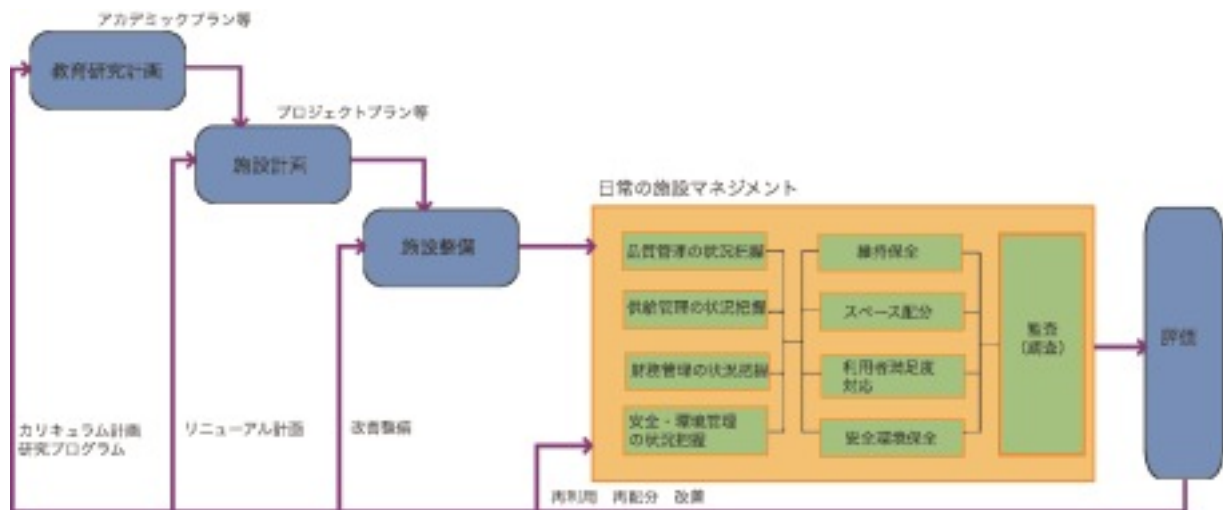 アカデミックプラン等
教育研究計画
プロジェクトプラン等
施設計画
施設整備
日常の施設マネジメント
品質管理の状況把握
供給管理の状況把握
財務管理の状況把握
安全・環境管理
の状況把握
維持保全
スペース配分
利用者満足度
対応
安全環境保全
監査
(調査)
評価
カリキュラム計画
研究プログラム
リニューアル計画
改善整備
再利用 再配分 改善